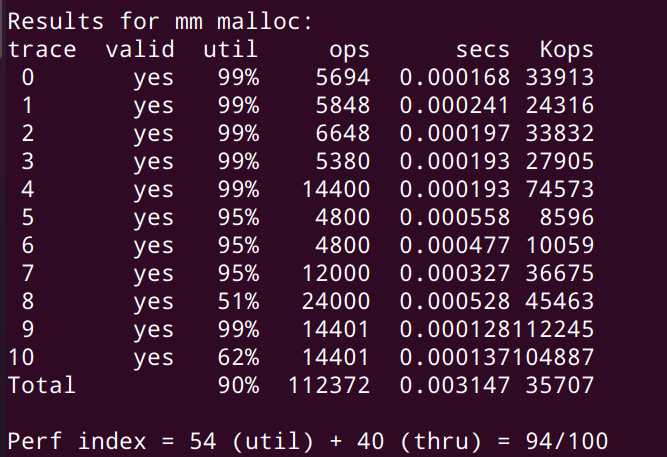 Results for mm malloc:
trace  valid  util     ops      secs  Kops
 0       yes   99%    5694  0.000168 33913
 1       yes   99%    5848  0.000241 24316
 2       yes   99%    6648  0.000197 33832
 3       yes   99%    5380  0.000193 27905
 4       yes   99%   14400  0.000193 74573
 5       yes   95%    4800  0.000558  8596
 6       yes   95%    4800  0.000477 10059
 7       yes   95%   12000  0.000327 36675
 8       yes   51%   24000  0.000528 45463
 9       yes   99%   14401  0.000128112245
10       yes   62%   14401  0.000137104887
Total          90%  112372  0.003147 35707
Perf index = 54 (util) + 40 (thru) = 94/100